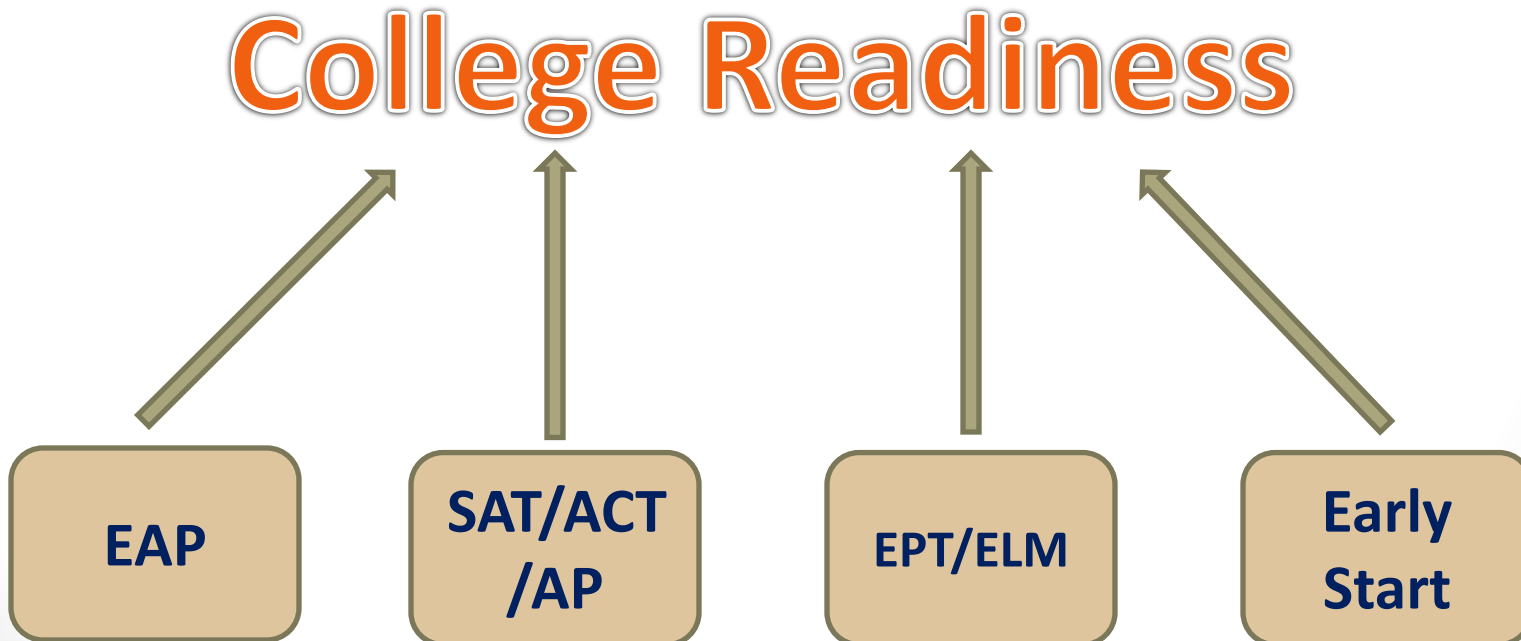 College Readiness
EAP
SAT/ACT
/AP
EPT/ELM
Early
Start